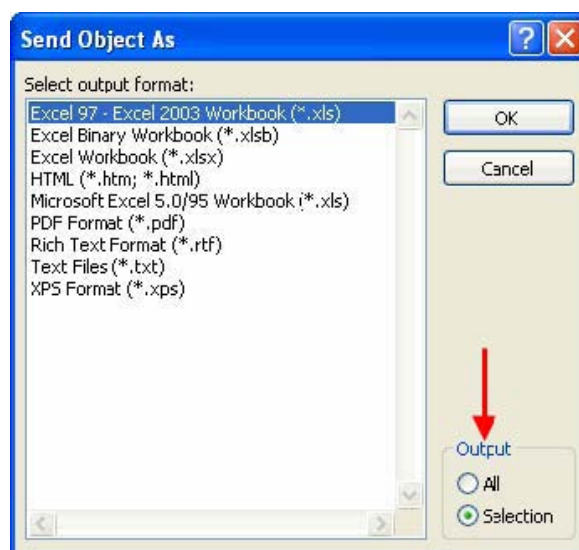 Send Object As
Select output format:
Excel 97 - Excel 2003 Workbook (*.xls)
Excel Binary Workbook (*.xlsb)
Excel Workbook (*.xlsx)
HTML (*.htm; *.html)
Microsoft Excel 5.0/95 Workbook (*.xls)
PDF Format (*.pdf)
Rich Text Format (*.rtf)
Text Files (*.txt)
XPS Format (*.xps)
OK
Cancel
Output
All
Selection